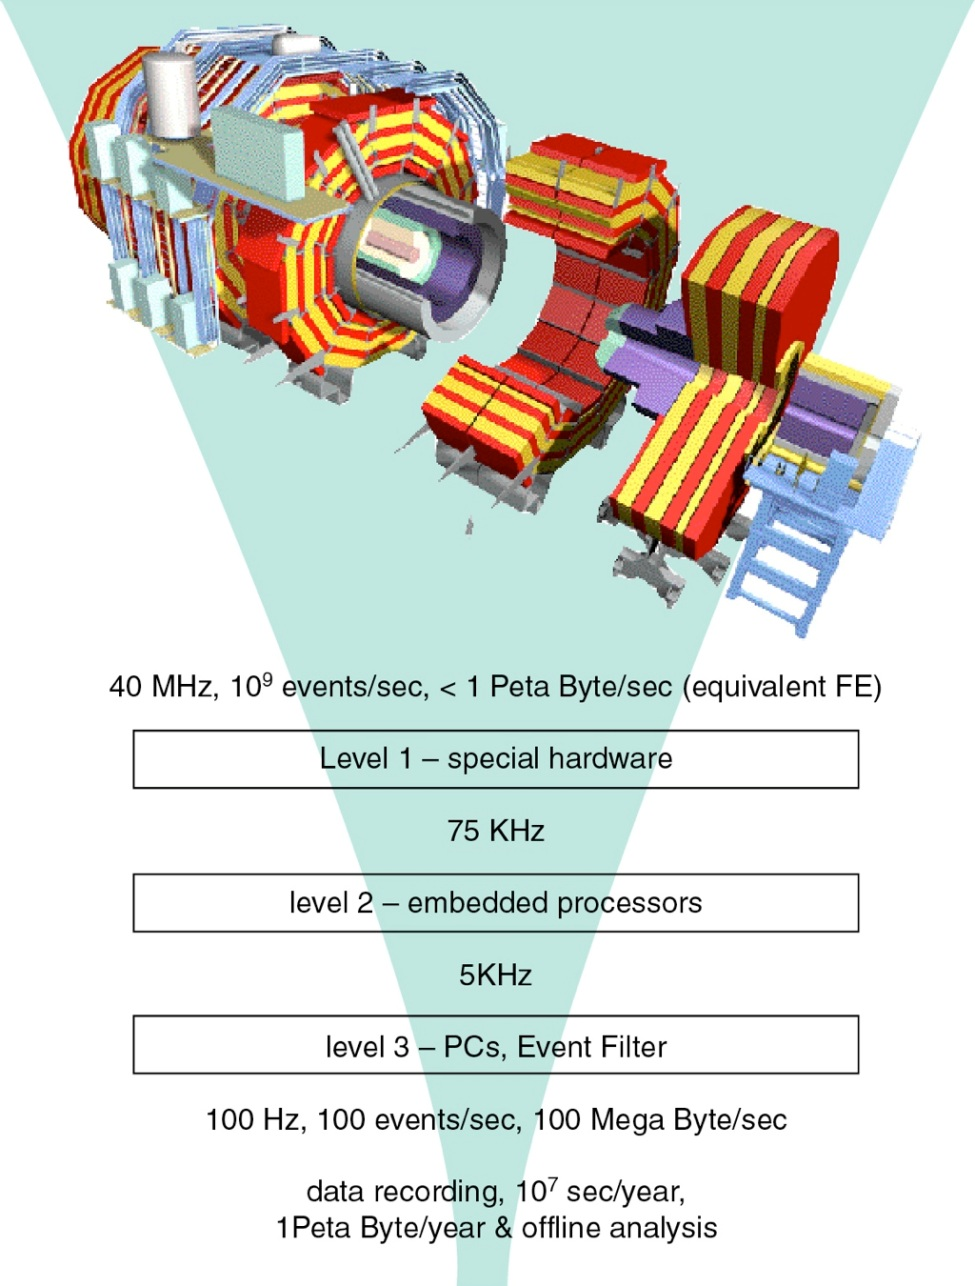 40 MHz, 10⁹ events/sec, < 1 Peta Byte/sec (equivalent FE)
Level 1 – special hardware
75 KHz
level 2 – embedded processors
5KHz
level 3 – PCs, Event Filter
100 Hz, 100 events/sec, 100 Mega Byte/sec
data recording, 10⁷ sec/year,
1Peta Byte/year & offline analysis